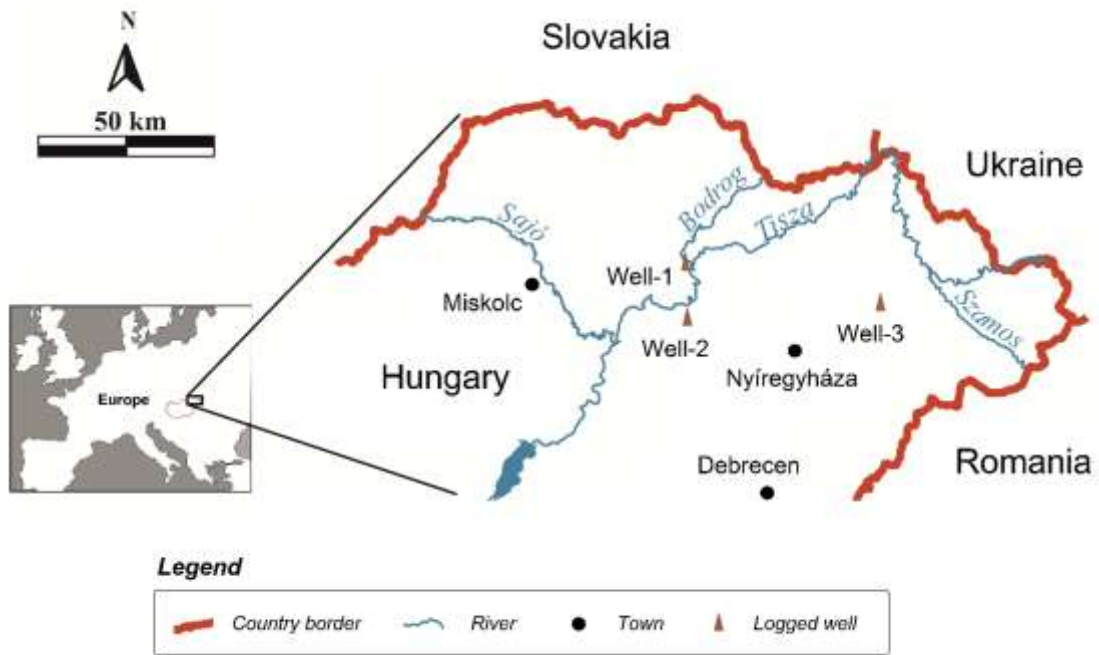 N
50 km
Slovakia
Ukraine
Bodrog
Tisza
Sajó
Well-1
Miskolc
Szamos
Well-2
Well-3
Nyíregyháza
Hungary
Europe
Debrecen
Romania
Legend
Country border
River
Town
Logged well